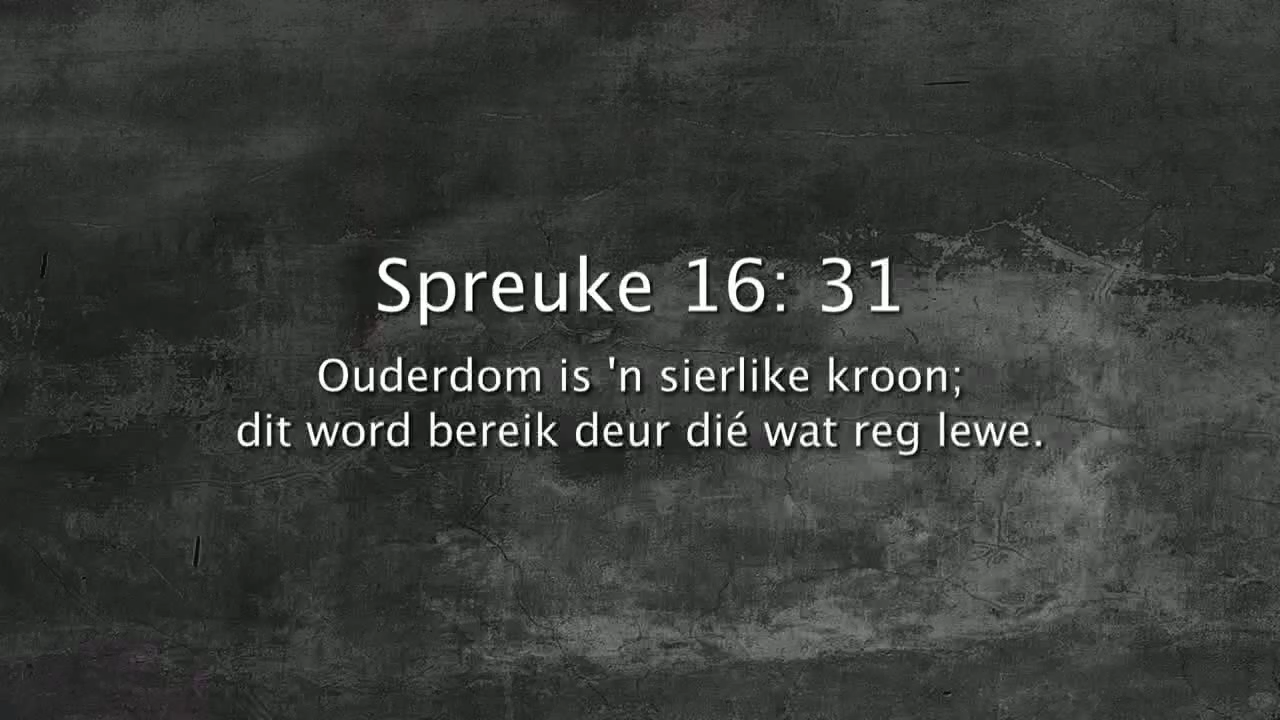 Spreuke 16: 31
Ouderdom is 'n sierlike kroon;
dit word bereik deur dié wat reg lewe.